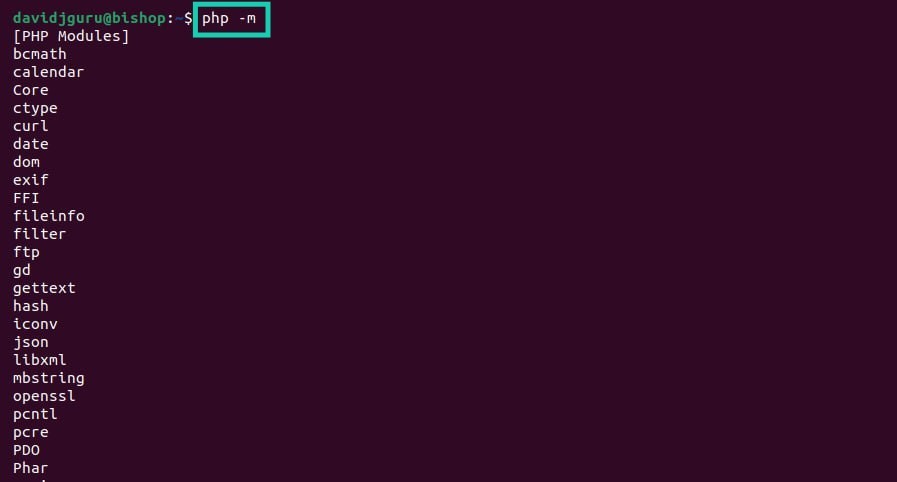 davidjguru@bishop:~$ php -m
[PHP Modules]
bcmath
calendar
Core
ctype
curl
date
dom
exif
FFI
fileinfo
filter
ftp
gd
gettext
hash
iconv
json
libxml
mbstring
openssl
pcntl
pcre
PDO
Phar